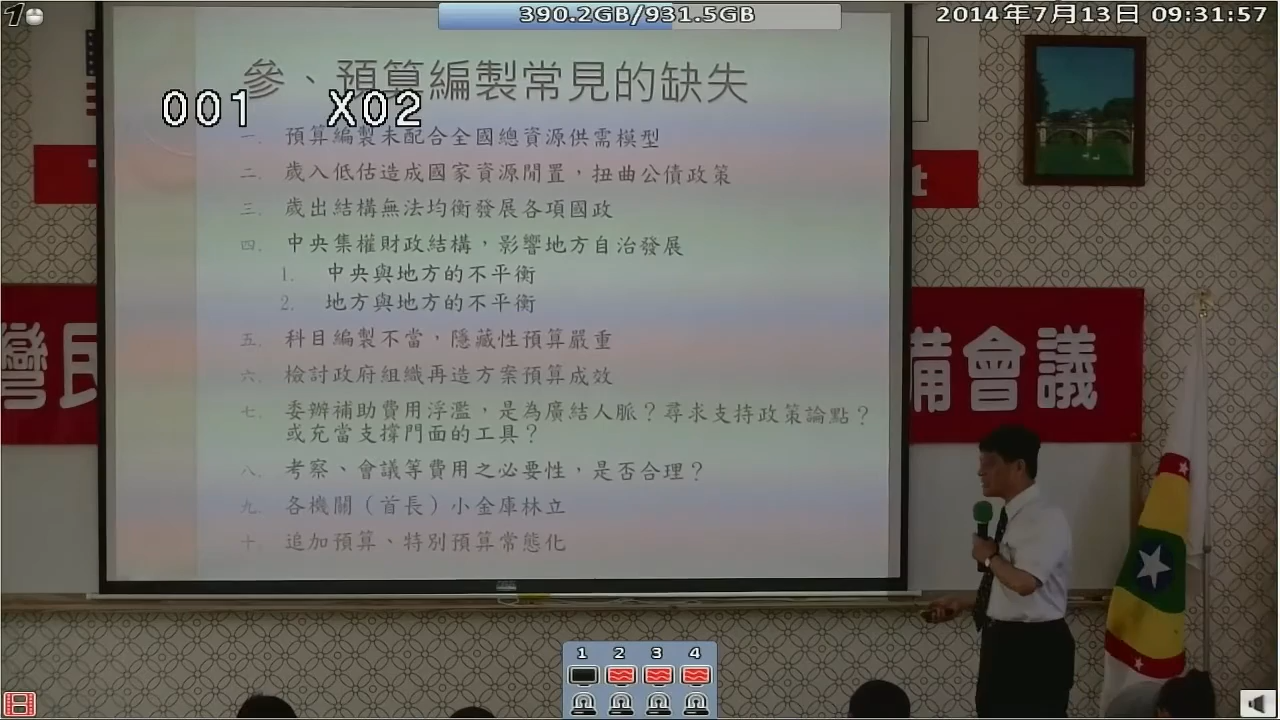 1
390.2GB/931.5GB
2014年7月13日 09:31:57
參、預算編製常見的缺失
001 X02
一. 預算編製未配合全國總資源供需模型
二. 歲入低估造成國家資源閒置，扭曲公債政策
三. 歲出結構無法均衡發展各項國政
四. 中央集權財政結構，影響地方自治發展
1. 中央與地方的不平衡
2. 地方與地方的不平衡
五. 科目編製不當，隱藏性預算嚴重
六. 檢討政府組織再造方案預算成效
七. 委辦補助費用浮濫，是為廣結人脈？尋求支持政策論點？
或充當支撐門面的工具？
八. 考察、會議等費用之必要性，是否合理？
九. 各機關（首長）小金庫林立
十. 追加預算、特別預算常態化
灣民
備會議
t
1 2 3 4